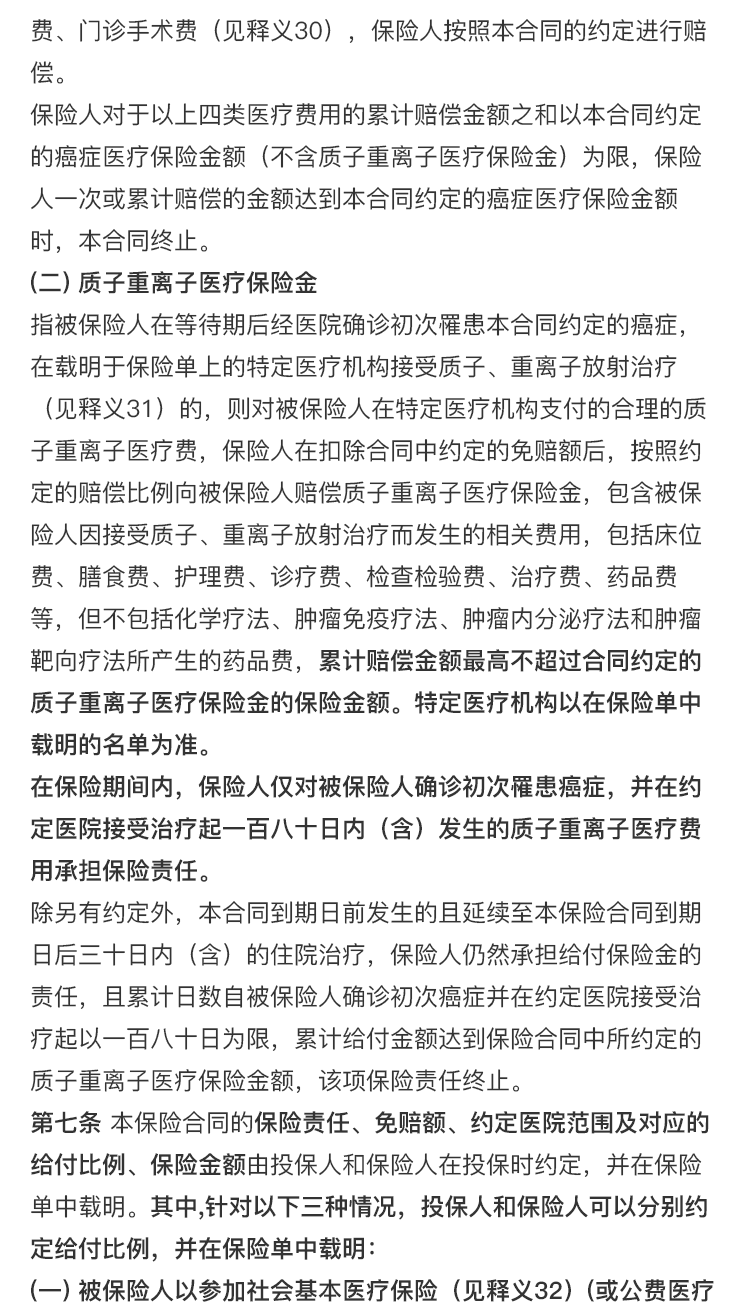 费、门诊手术费（见释义30），保险人按照本合同的约定进行赔
偿。
保险人对于以上四类医疗费用的累计赔偿金额之和以本合同约定
的癌症医疗保险金额（不含质子重离子医疗保险金）为限，保险
人一次或累计赔偿的金额达到本合同约定的癌症医疗保险金额
时，本合同终止。
(二) 质子重离子医疗保险金
指被保险人在等待期后经医院确诊初次罹患本合同约定的癌症，
在载明于保险单上的特定医疗机构接受质子、重离子放射治疗
（见释义31）的，则对被保险人在特定医疗机构支付的合理的质
子重离子医疗费，保险人在扣除合同中约定的免赔额后，按照约
定的赔偿比例向被保险人赔偿质子重离子医疗保险金，包含被保
险人因接受质子、重离子放射治疗而发生的相关费用，包括床位
费、膳食费、护理费、诊疗费、检查检验费、治疗费、药品费
等，但不包括化学疗法、肿瘤免疫疗法、肿瘤内分泌疗法和肿瘤
靶向疗法所产生的药品费，累计赔偿金额最高不超过合同约定的
质子重离子医疗保险金的保险金额。特定医疗机构以在保险单中
载明的名单为准。
在保险期间内，保险人仅对被保险人确诊初次罹患癌症，并在约
定医院接受治疗起一百八十日内（含）发生的质子重离子医疗费
用承担保险责任。
除另有约定外，本合同到期日前发生的且延续至本保险合同到期
日后三十日内（含）的住院治疗，保险人仍然承担给付保险金的
责任，且累计日数自被保险人确诊初次癌症并在约定医院接受治
疗起以一百八十日为限，累计给付金额达到保险合同中所约定的
质子重离子医疗保险金额，该项保险责任终止。
第七条 本保险合同的保险责任、免赔额、约定医院范围及对应的
给付比例、保险金额由投保人和保险人在投保时约定，并在保险
单中载明。其中,针对以下三种情况，投保人和保险人可以分别约
定给付比例，并在保险单中载明：
(一) 被保险人以参加社会基本医疗保险（见释义32）(或公费医疗